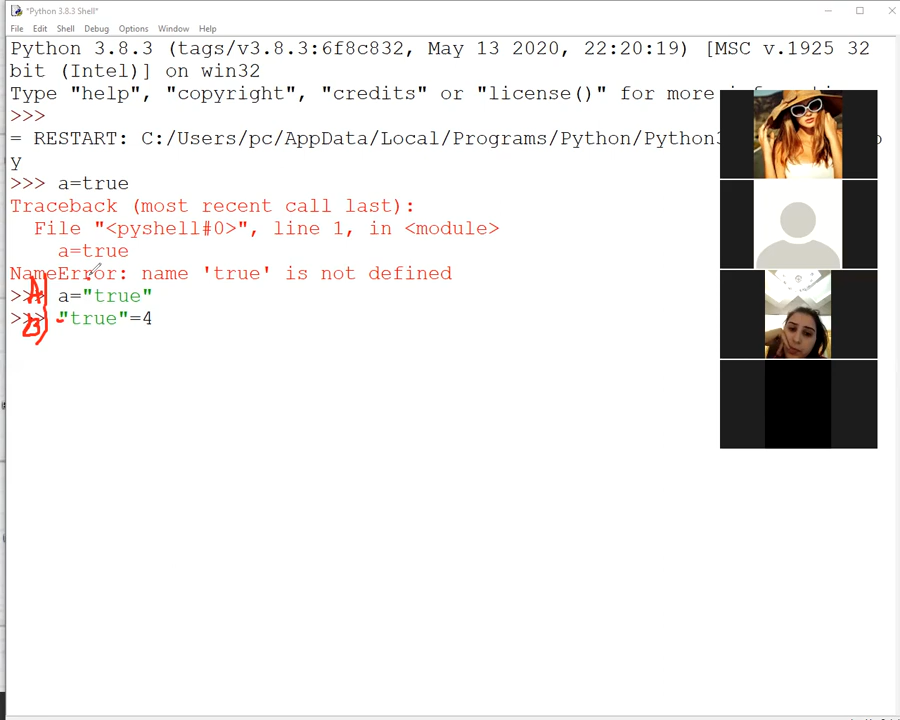 *Python 3.8.3 Shell*
File Edit Shell Debug Options Window Help
Python 3.8.3 (tags/v3.8.3:6f8c832, May 13 2020, 22:20:19) [MSC v.1925 32
bit (Intel)] on win32
Type "help", "copyright", "credits" or "license()" for more
>>>
= RESTART: C:/Users/pc/AppData/Local/Programs/Python/Python3
y
>>> a=true
Traceback (most recent call last):
  File "<pyshell#0>", line 1, in <module>
    a=true
NameError: name 'true' is not defined
A) >>> a="true"
B) >>> "true"=4